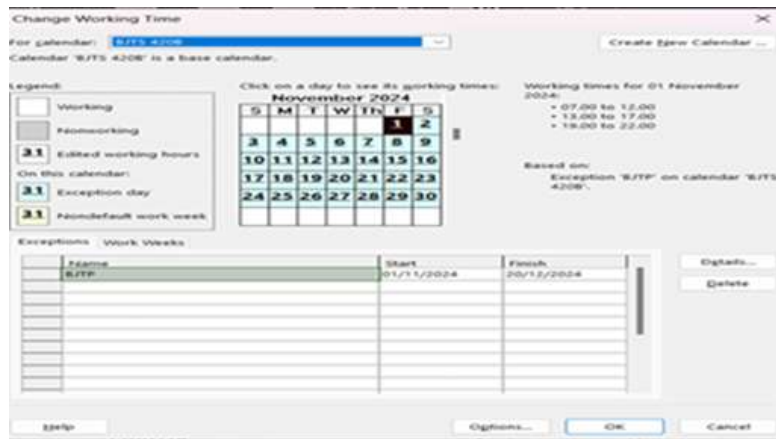 Change Working Time
For calendar: BJTS 420B
Create New Calendar ...
Calendar 'BJTS 420B' is a base calendar.
Legend:
Working
Nonworking
31 Edited working hours
On this calendar:
31 Exception day
31 Nondefault work week
Click on a day to see its working times:
November 2024
S M T W Th F S
1 2
3 4 5 6 7 8 9
10 11 12 13 14 15 16
17 18 19 20 21 22 23
24 25 26 27 28 29 30
Working times for 01 November
2024:
• 07.00 to 12.00
• 13.00 to 17.00
• 19.00 to 22.00
Based on:
Exception 'BJTP' on calendar 'BJTS
420B'.
Exceptions Work Weeks
Name Start Finish
BJTP 01/11/2024 20/12/2024
Details...
Delete
Help
Options...
OK
Cancel